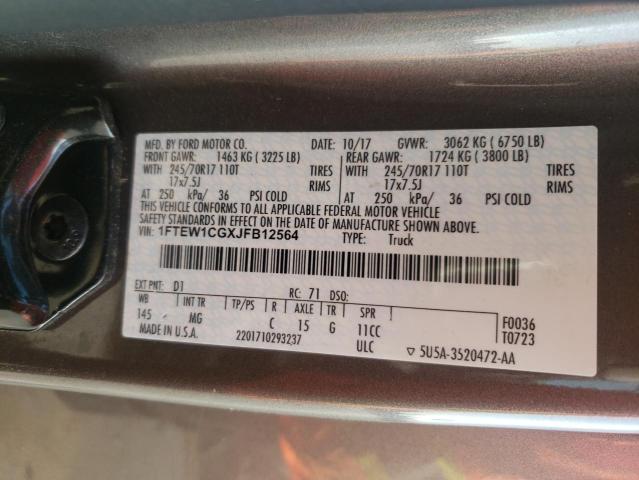 MFD. BY FORD MOTOR CO. DATE: 10/17 GVWR: 3062 KG ( 6750 LB)
FRONT GAWR: 1463 KG ( 3225 LB) REAR GAWR: 1724 KG ( 3800 LB)
245/70R17 110T TIRES 245/70R17 110T TIRES
17x7.5J RIMS 17x7.5J RIMS
AT 250 kPa/ 36 PSI COLD AT 250 kPa/ 36 PSI COLD
THIS VEHICLE CONFORMS TO ALL APPLICABLE FEDERAL MOTOR VEHICLE
SAFETY STANDARDS IN EFFECT ON THE DATE OF MANUFACTURE SHOWN ABOVE.
VIN: 1FTEW1CGXJFB12564 TYPE: Truck
EXT PNT: D1 RC: 71 DSO:
WB INT TR TP/PS R AXLE TR SPR F0036
145 MG C 15 G 11CC T0723
MADE IN U.S.A. 2201710293237 ULC ▽ 5U5A-3520472-AA